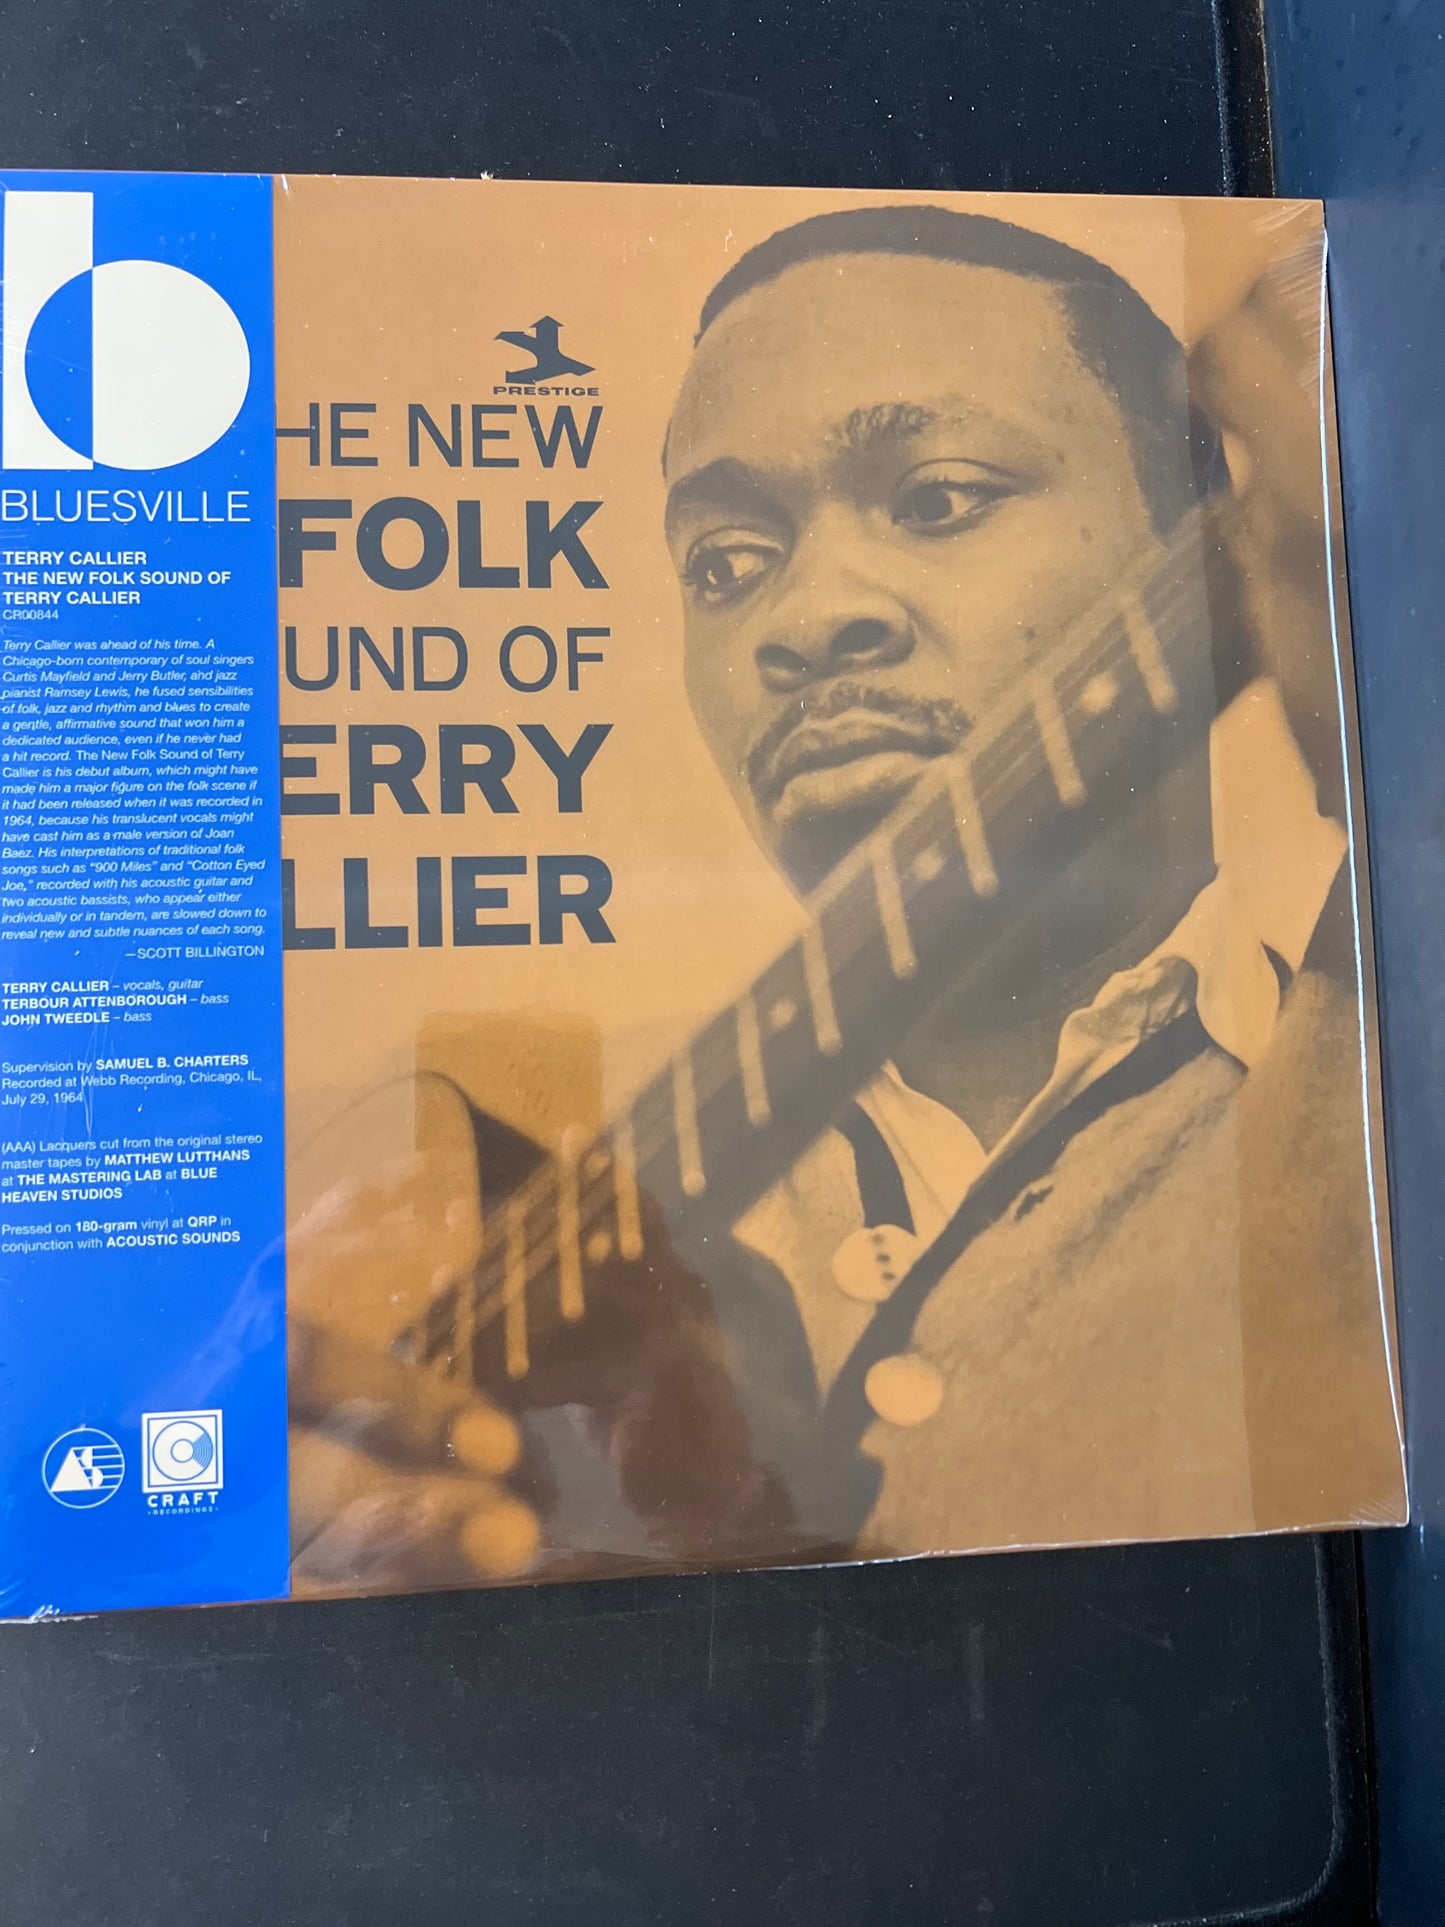 BLUESVILLE
TERRY CALLIER
THE NEW FOLK SOUND OF
TERRY CALLIER
CR00844
Terry Callier was ahead of his time. A
Chicago-born contemporary of soul singers
Curtis Mayfield and Jerry Butler, and jazz
pianist Ramsey Lewis, he fused sensibilities
of folk, jazz and rhythm and blues to create
a gentle, affirmative sound that won him a
dedicated audience, even if he never had
a hit record. The New Folk Sound of Terry
Callier is his debut album, which might have
made him a major figure on the folk scene if
it had been released when it was recorded in
1964, because his translucent vocals might
have cast him as a male version of Joan
Baez. His interpretations of traditional folk
songs such as "900 Miles" and "Cotton Eyed
Joe," recorded with his acoustic guitar and
two acoustic bassists, who appear either
individually or in tandem, are slowed down to
reveal new and subtle nuances of each song.
—SCOTT BILLINGTON
TERRY CALLIER – vocals, guitar
TERBOUR ATTENBOROUGH – bass
JOHN TWEEDLE – bass
Supervision by SAMUEL B. CHARTERS
Recorded at Webb Recording, Chicago, IL,
July 29, 1964
(AAA) Lacquers cut from the original stereo
master tapes by MATTHEW LUTTHANS
at THE MASTERING LAB at BLUE
HEAVEN STUDIOS
Pressed on 180-gram vinyl at QRP in
conjunction with ACOUSTIC SOUNDS
AS
CRAFT
RECORDINGS
PRESTIGE
HE NEW
FOLK
UND OF
ERRY
LLIER